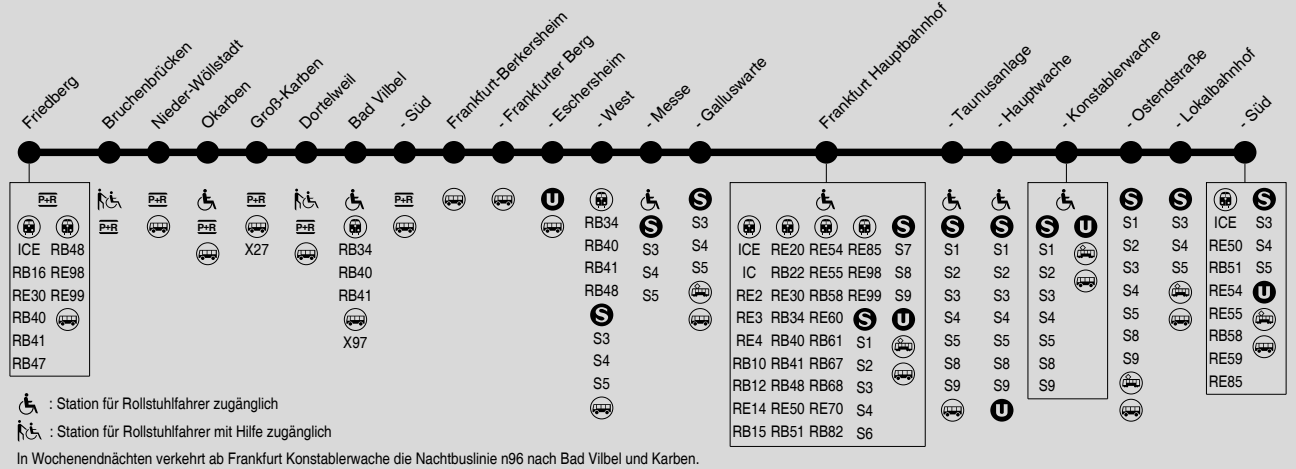 Friedberg
Bruchenbrücken
Nieder-Wöllstadt
Okarben
Groß-Karben
Dortelweil
Bad Vilbel
- Süd
Frankfurt-Berkersheim
- Frankfurter Berg
- Eschersheim
- West
- Messe
- Galluswarte
Frankfurt Hauptbahnhof
- Taunusanlage
- Hauptwache
- Konstablerwache
- Ostendstraße
- Lokalbahnhof
- Süd
P+R
ICE RB48
RB16 RE98
RE30 RE99
RB40
RB41
RB47
P+R
P+R
P+R
P+R
X27
P+R
RB34
RB40
RB41
X97
P+R
U
RB34
RB40
RB41
RB48
S
S3
S4
S5
S
S3
S4
S5
S
S3
S4
S5
S
ICE RE20 RE54 RE85 S7
IC RB22 RE55 RE98 S8
RE2 RE30 RB58 RE99 S9
RE3 RB34 RE60 S U
RE4 RB40 RB61 S1
RB10 RB41 RB67 S2
RB12 RB48 RB68 S3
RE14 RE50 RE70 S4
RB15 RB51 RB82 S6
S
S1
S2
S3
S4
S5
S8
S9
S
S1
S2
S3
S4
S5
S8
S9
U
S U
S1
S2
S3
S4
S5
S8
S9
S
S1
S2
S3
S4
S5
S8
S9
S
S3
S4
S5
S
ICE S3
RE50 S4
RB51 S5
RE54 U
RE55
RB58
RE59
RE85
: Station für Rollstuhlfahrer zugänglich
: Station für Rollstuhlfahrer mit Hilfe zugänglich
In Wochenendnächten verkehrt ab Frankfurt Konstablerwache die Nachtbuslinie n96 nach Bad Vilbel und Karben.